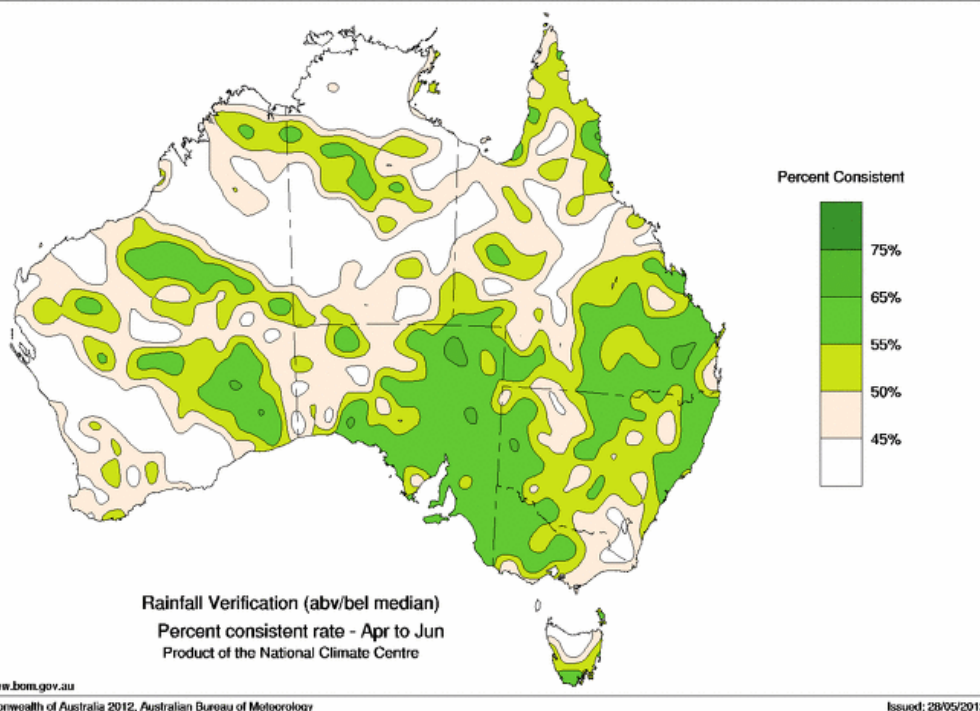 Percent Consistent
75%
65%
55%
50%
45%
Rainfall Verification (abv/bel median)
Percent consistent rate - Apr to Jun
Product of the National Climate Centre
w.bom.gov.au
onwealth of Australia 2012, Australian Bureau of Meteorology
Issued: 28/05/201